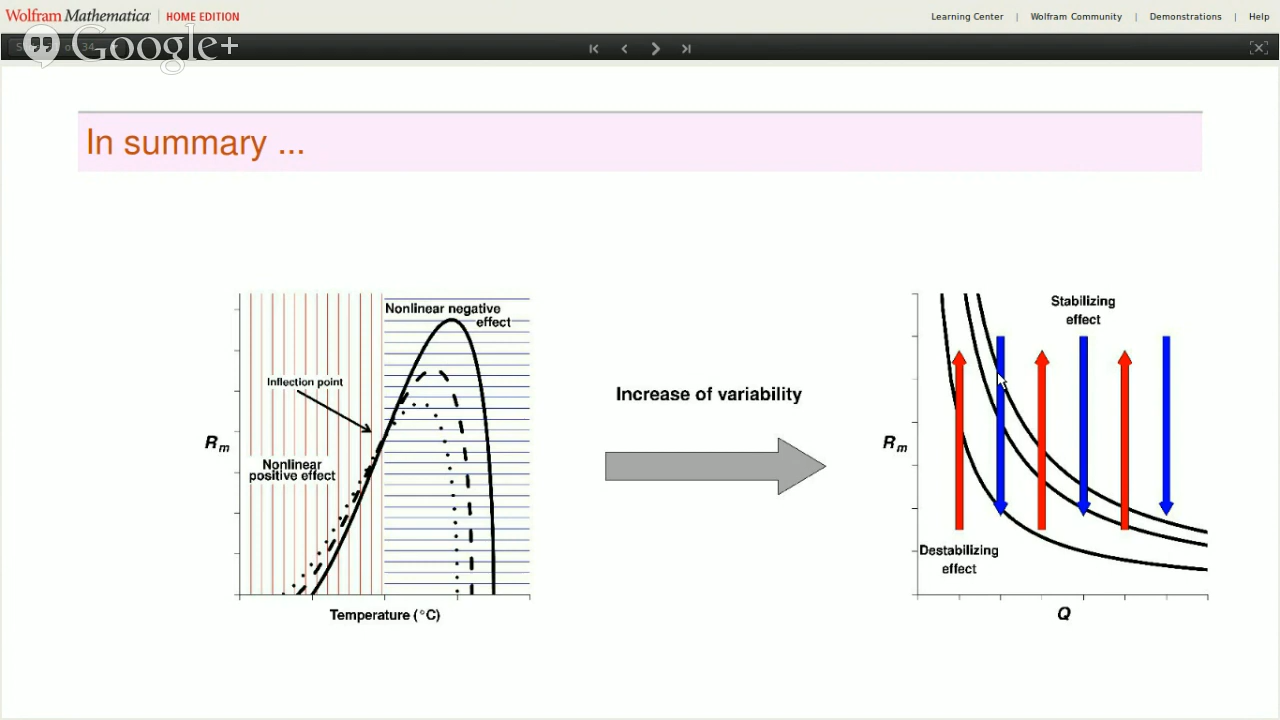 Wolfram Mathematica | HOME EDITION
Learning Center | Wolfram Community | Demonstrations | Help
34
Google+
In summary ...
Nonlinear negative
effect
Inflection point
Nonlinear
positive effect
Rm
Temperature (°C)
Increase of variability
Stabilizing
effect
Rm
Destabilizing
effect
Q